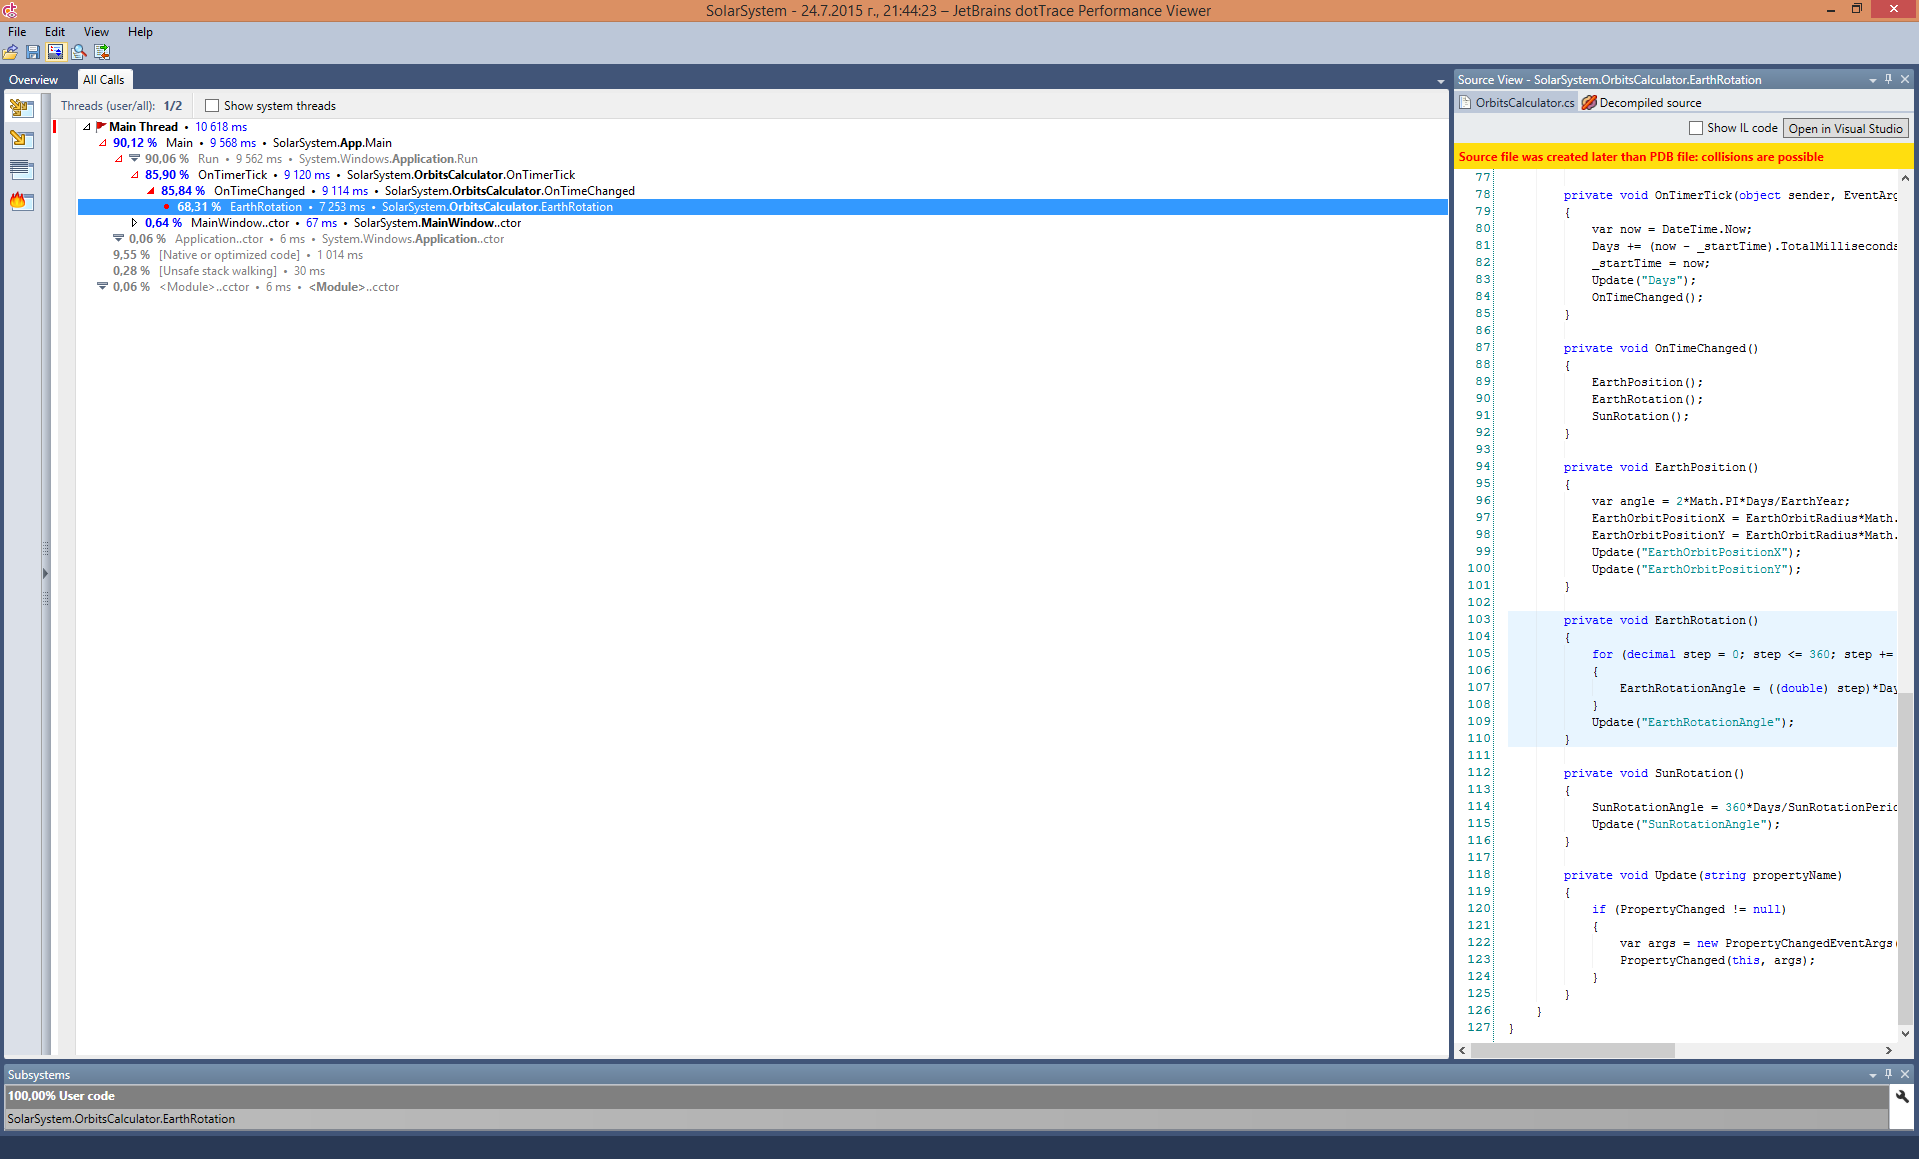 SolarSystem - 24.7.2015 г., 21:44:23 – JetBrains dotTrace Performance Viewer
File Edit View Help
Overview All Calls
Threads (user/all): 1/2 Show system threads
Main Thread • 10 618 ms
90,12 % Main • 9 568 ms • SolarSystem.App.Main
90,06 % Run • 9 562 ms • System.Windows.Application.Run
85,90 % OnTimerTick • 9 120 ms • SolarSystem.OrbitsCalculator.OnTimerTick
85,84 % OnTimeChanged • 9 114 ms • SolarSystem.OrbitsCalculator.OnTimeChanged
68,31 % EarthRotation • 7 253 ms • SolarSystem.OrbitsCalculator.EarthRotation
0,64 % MainWindow..ctor • 67 ms • SolarSystem.MainWindow..ctor
0,06 % Application..ctor • 6 ms • System.Windows.Application..ctor
9,55 % [Native or optimized code] • 1 014 ms
0,28 % [Unsafe stack walking] • 30 ms
0,06 % <Module>..cctor • 6 ms • <Module>..cctor
Source View - SolarSystem.OrbitsCalculator.EarthRotation
OrbitsCalculator.cs Decompiled source
Show IL code Open in Visual Studio
Source file was created later than PDB file: collisions are possible
77
78 private void OnTimerTick(object sender, EventArg
79 {
80 var now = DateTime.Now;
81 Days += (now - _startTime).TotalMilliseconds
82 _startTime = now;
83 Update("Days");
84 OnTimeChanged();
85 }
86
87 private void OnTimeChanged()
88 {
89 EarthPosition();
90 EarthRotation();
91 SunRotation();
92 }
93
94 private void EarthPosition()
95 {
96 var angle = 2*Math.PI*Days/EarthYear;
97 EarthOrbitPositionX = EarthOrbitRadius*Math.
98 EarthOrbitPositionY = EarthOrbitRadius*Math.
99 Update("EarthOrbitPositionX");
100 Update("EarthOrbitPositionY");
101 }
102
103 private void EarthRotation()
104 {
105 for (decimal step = 0; step <= 360; step +=
106 {
107 EarthRotationAngle = ((double) step)*Day
108 }
109 Update("EarthRotationAngle");
110 }
111
112 private void SunRotation()
113 {
114 SunRotationAngle = 360*Days/SunRotationPeric
115 Update("SunRotationAngle");
116 }
117
118 private void Update(string propertyName)
119 {
120 if (PropertyChanged != null)
121 {
122 var args = new PropertyChangedEventArgs(
123 PropertyChanged(this, args);
124 }
125 }
126 }
127 }
Subsystems
100,00% User code
SolarSystem.OrbitsCalculator.EarthRotation